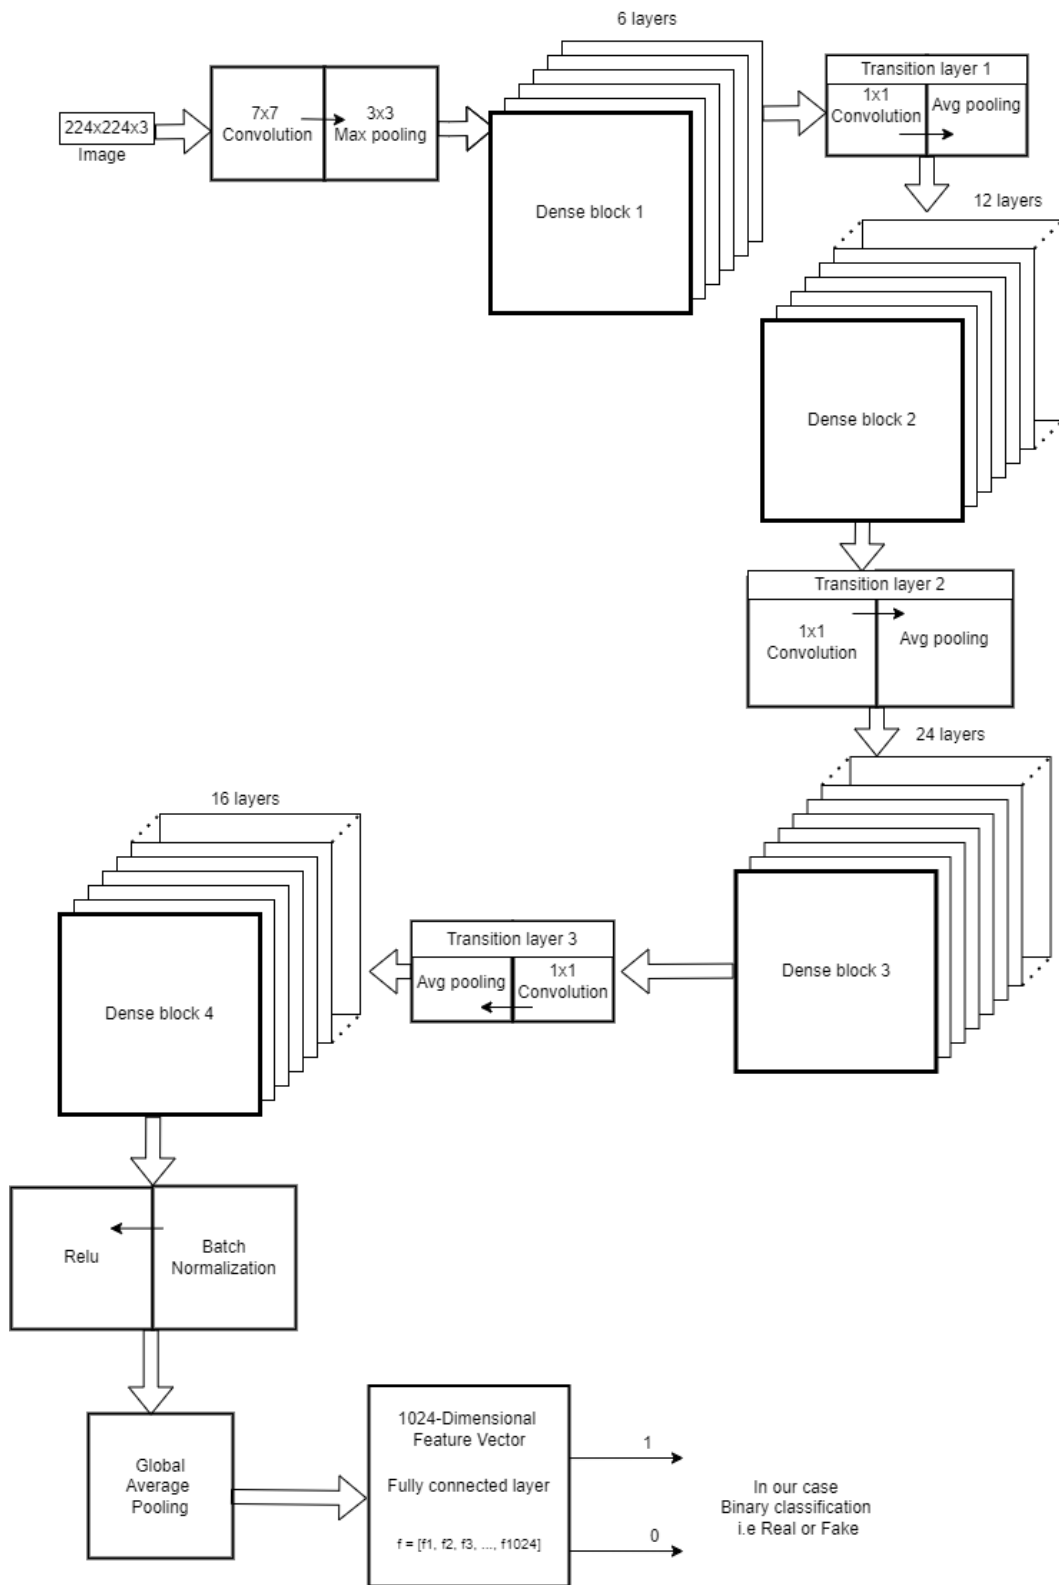 6 layers
224x224x3
Image
7x7
Convolution
3x3
Max pooling
Dense block 1
Transition layer 1
1x1
Convolution
Avg pooling
12 layers
Dense block 2
Transition layer 2
1x1
Convolution
Avg pooling
24 layers
Dense block 3
Transition layer 3
Avg pooling
1x1
Convolution
16 layers
Dense block 4
Relu
Batch
Normalization
Global
Average
Pooling
1024-Dimensional
Feature Vector
Fully connected layer
f = [f1, f2, f3, ..., f1024]
1
0
In our case
Binary classification
i.e Real or Fake